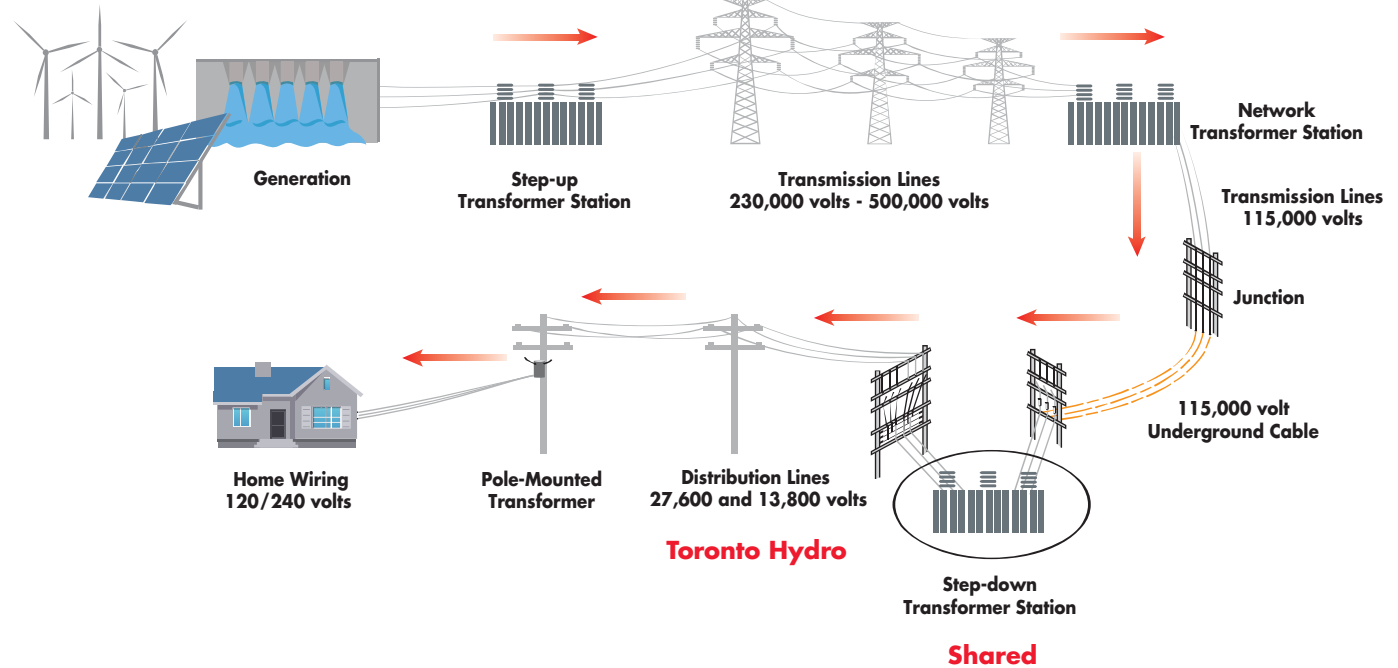 Generation
Step-up
Transformer Station
Transmission Lines
230,000 volts - 500,000 volts
Network
Transformer Station
Transmission Lines
115,000 volts
Junction
115,000 volt
Underground Cable
Home Wiring
120/240 volts
Pole-Mounted
Transformer
Distribution Lines
27,600 and 13,800 volts
Toronto Hydro
Step-down
Transformer Station
Shared